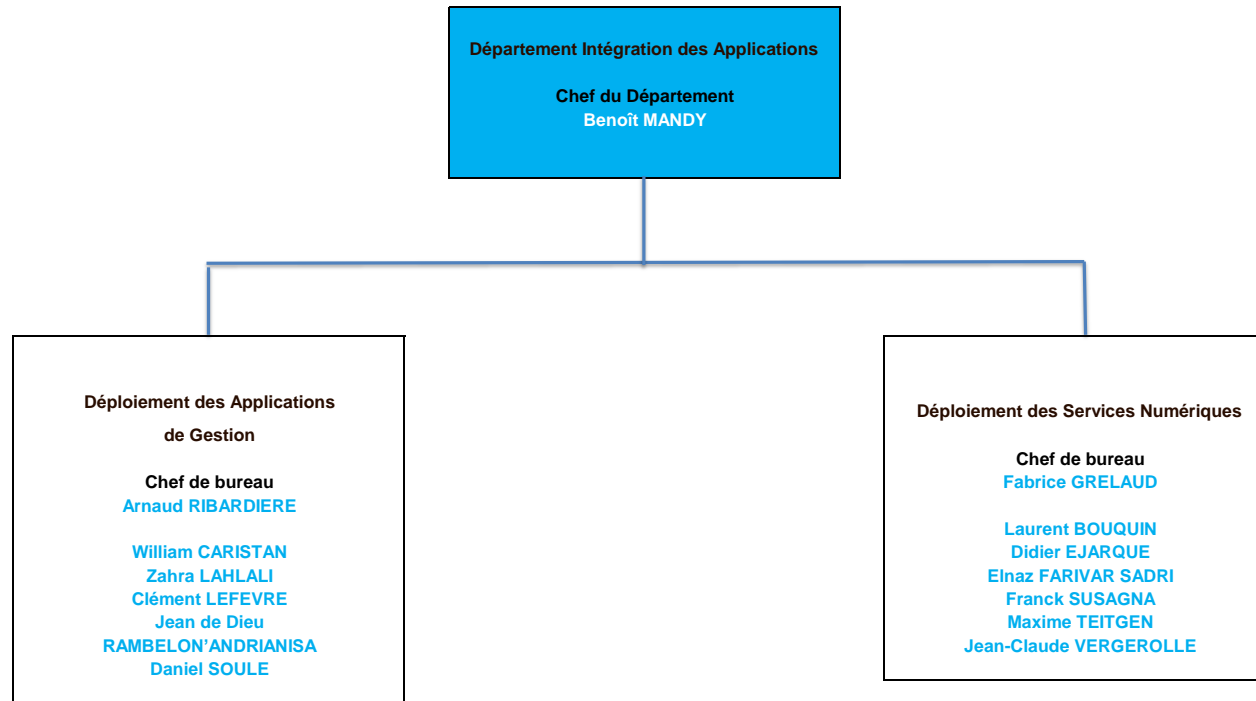 Département Intégration des Applications
Chef du Département
Benoît MANDY
Déploiement des Applications
de Gestion
Chef de bureau
Arnaud RIBARDIERE
William CARISTAN
Zahra LAHLALI
Clément LEFEVRE
Jean de Dieu
RAMBELON’ANDRIANISA
Daniel SOULE
Déploiement des Services Numériques
Chef de bureau
Fabrice GRELAUD
Laurent BOUQUIN
Didier EJARQUE
Elnaz FARIVAR SADRI
Franck SUSAGNA
Maxime TEITGEN
Jean-Claude VERGEROLLE